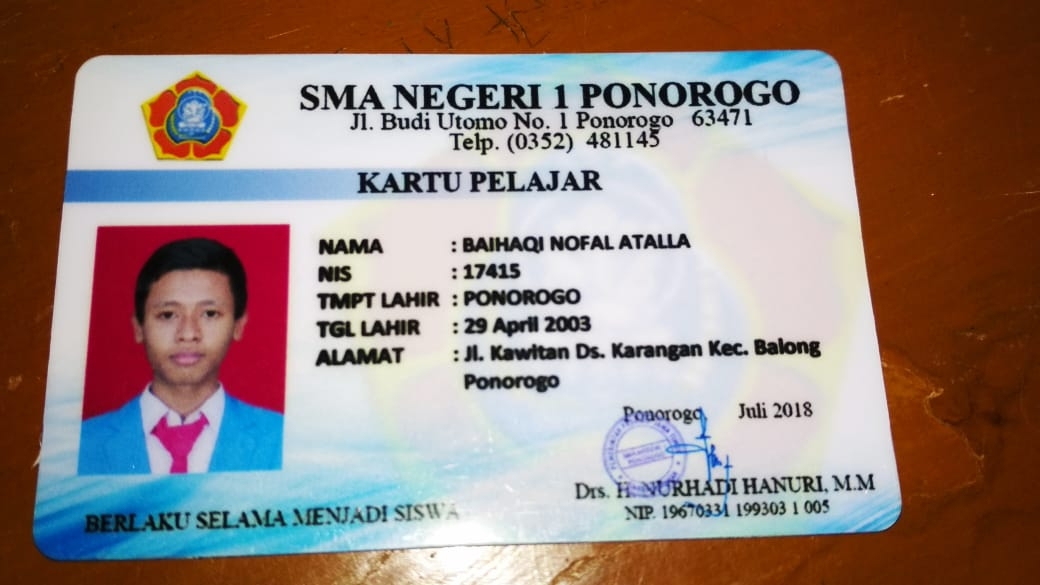 SMA NEGERI 1 PONOROGO
Jl. Budi Utomo No. 1 Ponorogo 63471
Telp. (0352) 481145
KARTU PELAJAR
NAMA : BAIHAQI NOFAL ATALLA
NIS : 17415
TMPT LAHIR : PONOROGO
TGL LAHIR : 29 April 2003
ALAMAT : Jl. Kawitan Ds. Karangan Kec. Balong
Ponorogo
Ponorogo, Juli 2018
Drs. H. NURHADI HANURI, M.M
NIP. 19670331 199303 1 005
BERLAKU SELAMA MENJADI SISWA